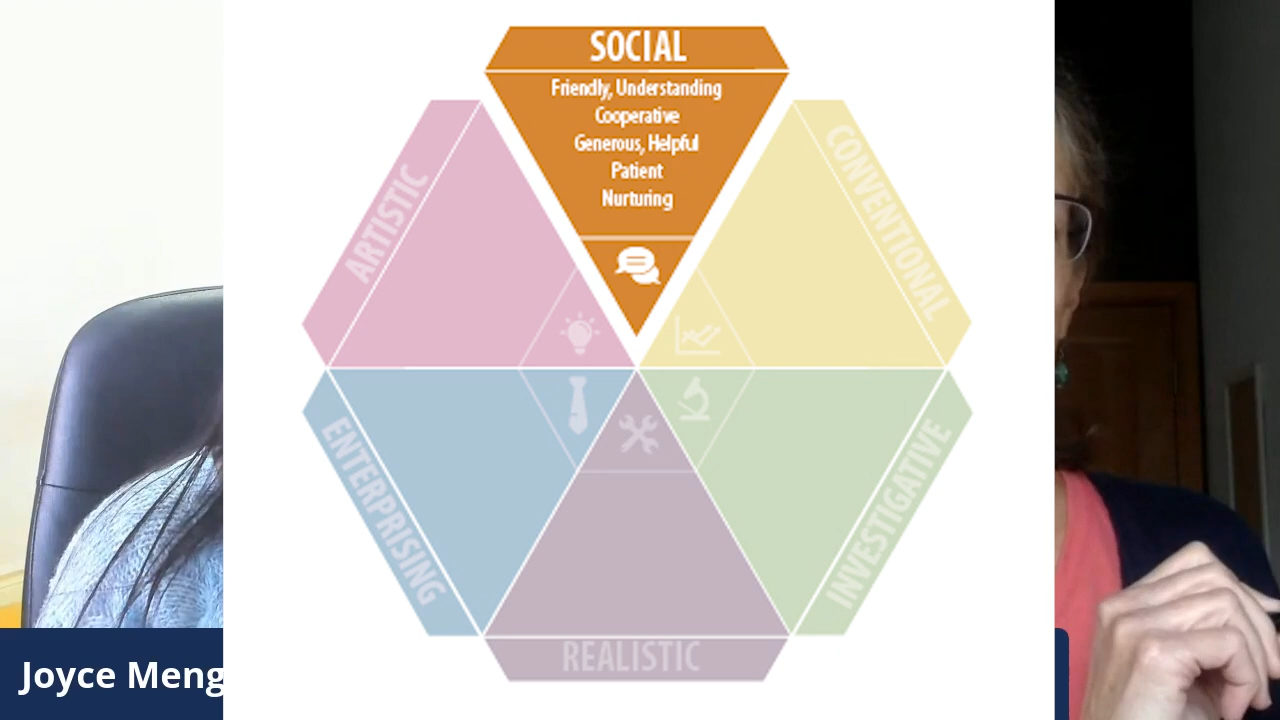 SOCIAL
Friendly, Understanding
Cooperative
Generous, Helpful
Patient
Nurturing
ARTISTIC
CONVENTIONAL
ENTERPRISING
INVESTIGATIVE
REALISTIC
Joyce Meng